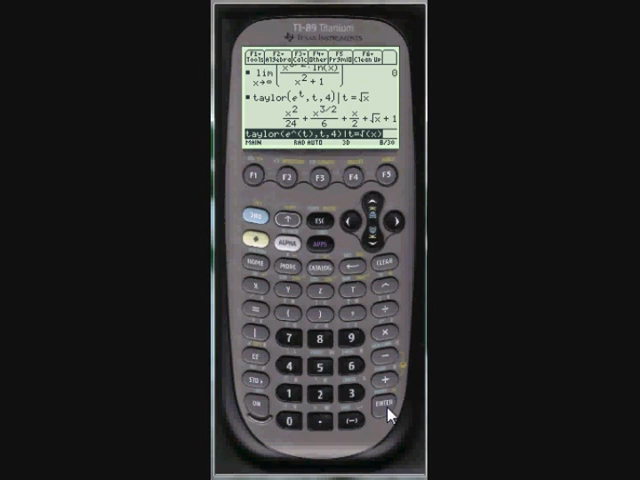 TI-89 Titanium
TEXAS INSTRUMENTS
F1▾ F2▾ F3▾ F4▾ F5 F6▾
Tools Algebra Calc Other PrgmIO Clean Up
lim x→∞ ln(x) / x² + 1 0
taylor(e^t, t, 4) | t = √x
x²/24 + x^3/2/6 + x/2 + √x + 1
taylor(e^(t),t,4)|t=√(x)
MAIN RAD AUTO 3D 8/30
F1 F2 F3 F4 F5
2ND ↑ ESC
ALPHA APPS
HOME MODE CATALOG ← CLEAR
X Y Z T ^
= ( ) , ÷
| 7 8 9 ×
EE 4 5 6 −
STO▸ 1 2 3 +
ON 0 . (−) ENTER